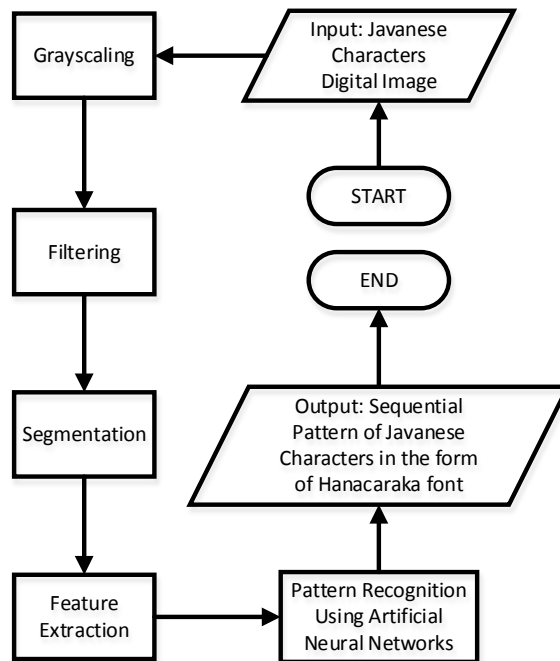 START
Input: Javanese
Characters
Digital Image
Grayscaling
Filtering
Segmentation
Feature
Extraction
Pattern Recognition
Using Artificial
Neural Networks
Output: Sequential
Pattern of Javanese
Characters in the form
of Hanacaraka font
END